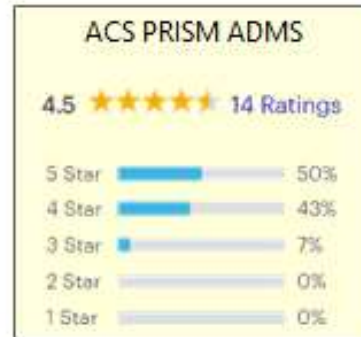 ACS PRISM ADMS
4.5 14 Ratings
5 Star 50%
4 Star 43%
3 Star 7%
2 Star 0%
1 Star 0%